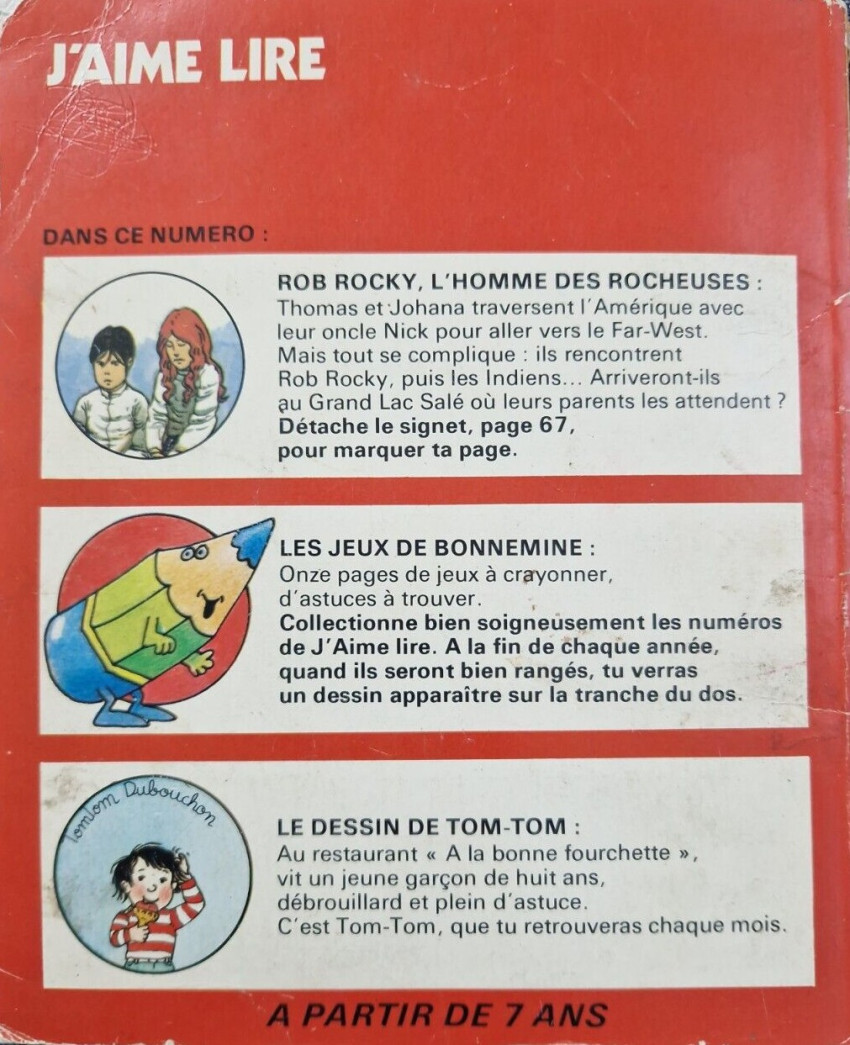 J'AIME LIRE
DANS CE NUMERO :
ROB ROCKY, L'HOMME DES ROCHEUSES :
Thomas et Johana traversent l'Amérique avec
leur oncle Nick pour aller vers le Far-West.
Mais tout se complique : ils rencontrent
Rob Rocky, puis les Indiens... Arriveront-ils
au Grand Lac Salé où leurs parents les attendent ?
Détache le signet, page 67,
pour marquer ta page.
LES JEUX DE BONNEMINE :
Onze pages de jeux à crayonner,
d'astuces à trouver.
Collectionne bien soigneusement les numéros
de J'Aime lire. A la fin de chaque année,
quand ils seront bien rangés, tu verras
un dessin apparaître sur la tranche du dos.
TomTom Dubouchon
LE DESSIN DE TOM-TOM :
Au restaurant « A la bonne fourchette »,
vit un jeune garçon de huit ans,
débrouillard et plein d'astuce.
C'est Tom-Tom, que tu retrouveras chaque mois.
A PARTIR DE 7 ANS